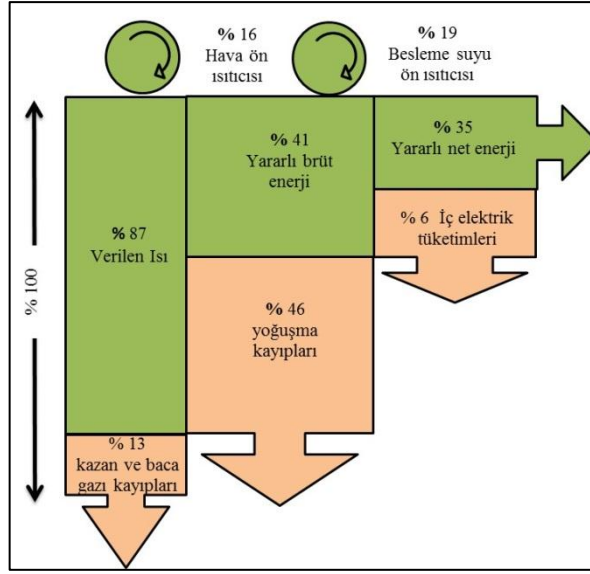 % 16
Hava ön
ısıtıcısı
% 19
Besleme suyu
ön ısıtıcısı
% 100
% 87
Verilen Isı
% 41
Yararlı brüt
enerji
% 35
Yararlı net enerji
% 6 İç elektrik
tüketimleri
% 46
yoğuşma
kayıpları
% 13
kazan ve baca
gazı kayıpları